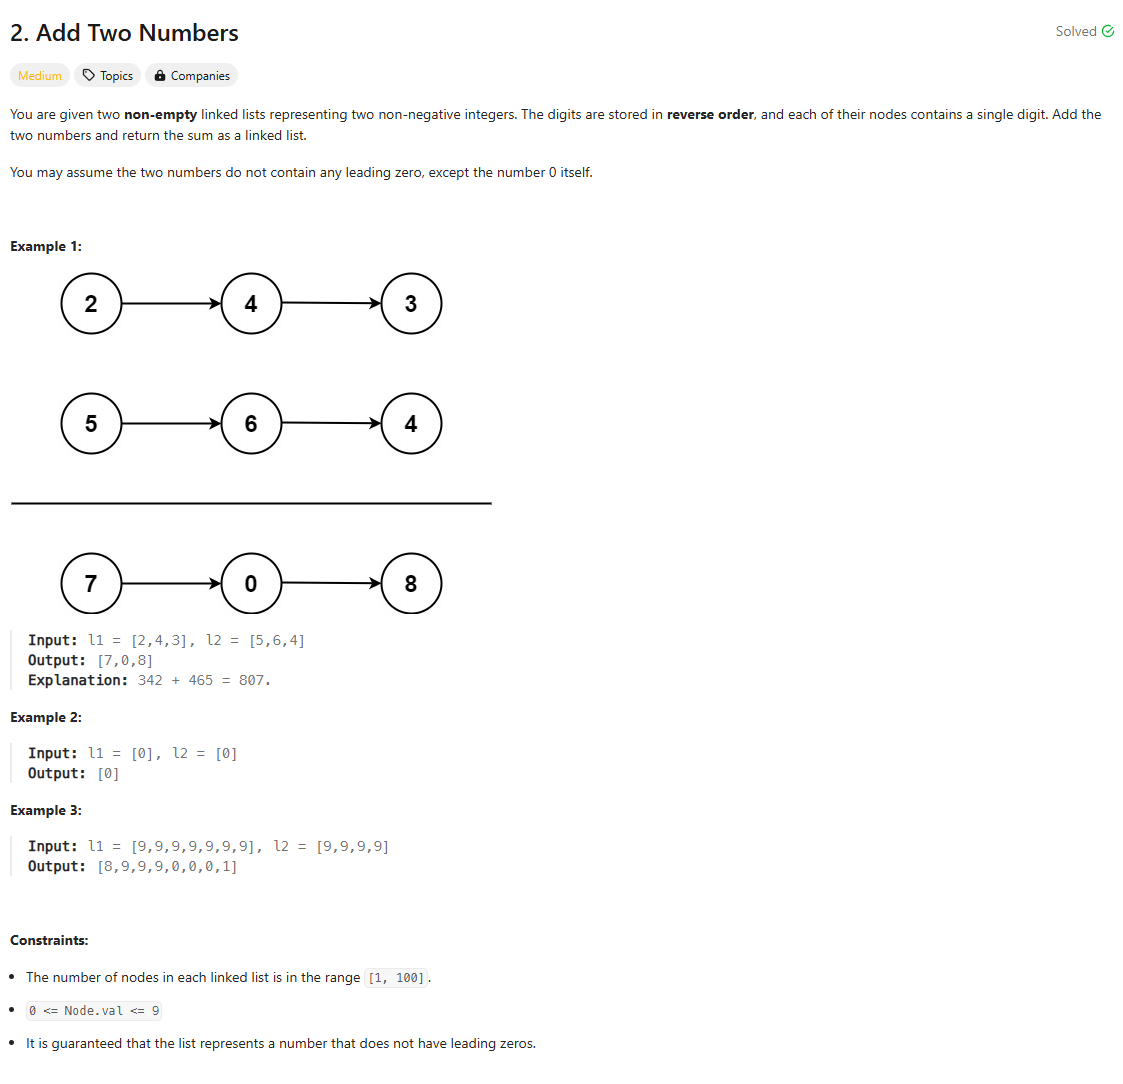 2. Add Two Numbers
Solved
Medium Topics Companies
You are given two non-empty linked lists representing two non-negative integers. The digits are stored in reverse order, and each of their nodes contains a single digit. Add the
two numbers and return the sum as a linked list.
You may assume the two numbers do not contain any leading zero, except the number 0 itself.
Example 1:
2 4 3
5 6 4
7 0 8
Input: l1 = [2,4,3], l2 = [5,6,4]
Output: [7,0,8]
Explanation: 342 + 465 = 807.
Example 2:
Input: l1 = [0], l2 = [0]
Output: [0]
Example 3:
Input: l1 = [9,9,9,9,9,9,9], l2 = [9,9,9,9]
Output: [8,9,9,9,0,0,0,1]
Constraints:
• The number of nodes in each linked list is in the range [1, 100].
• 0 <= Node.val <= 9
• It is guaranteed that the list represents a number that does not have leading zeros.